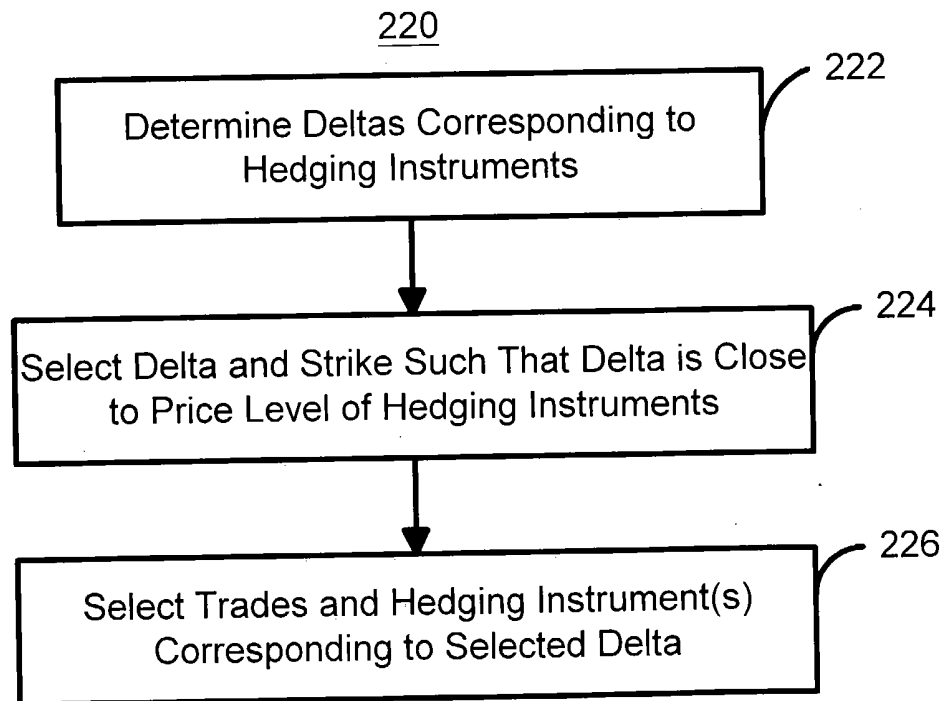 220
222
Determine Deltas Corresponding to
Hedging Instruments
224
Select Delta and Strike Such That Delta is Close
to Price Level of Hedging Instruments
226
Select Trades and Hedging Instrument(s)
Corresponding to Selected Delta